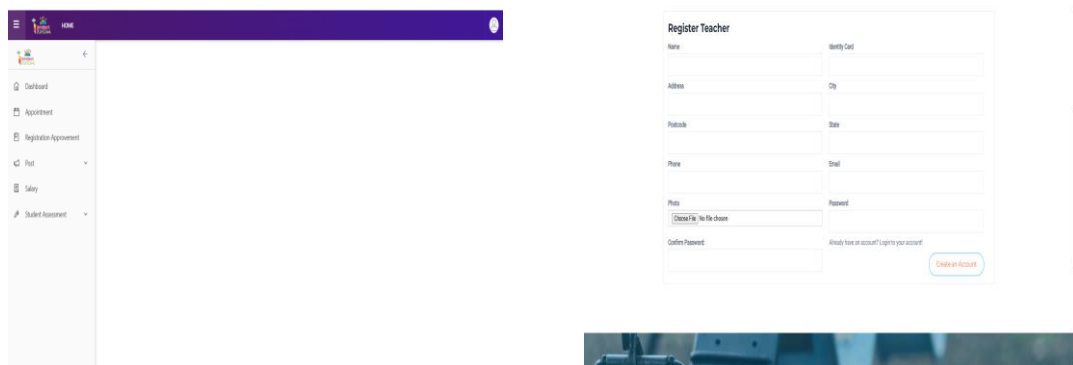 HOME
Dashboard
Appointment
Registration Approvement
Post
Salary
Student Assessment
Register Teacher
Name
Identity Card
Address
City
Postcode
State
Phone
Email
Photo
Password
Choose File No file chosen
Confirm Password
Already have an account? Login to your account!
Create an Account